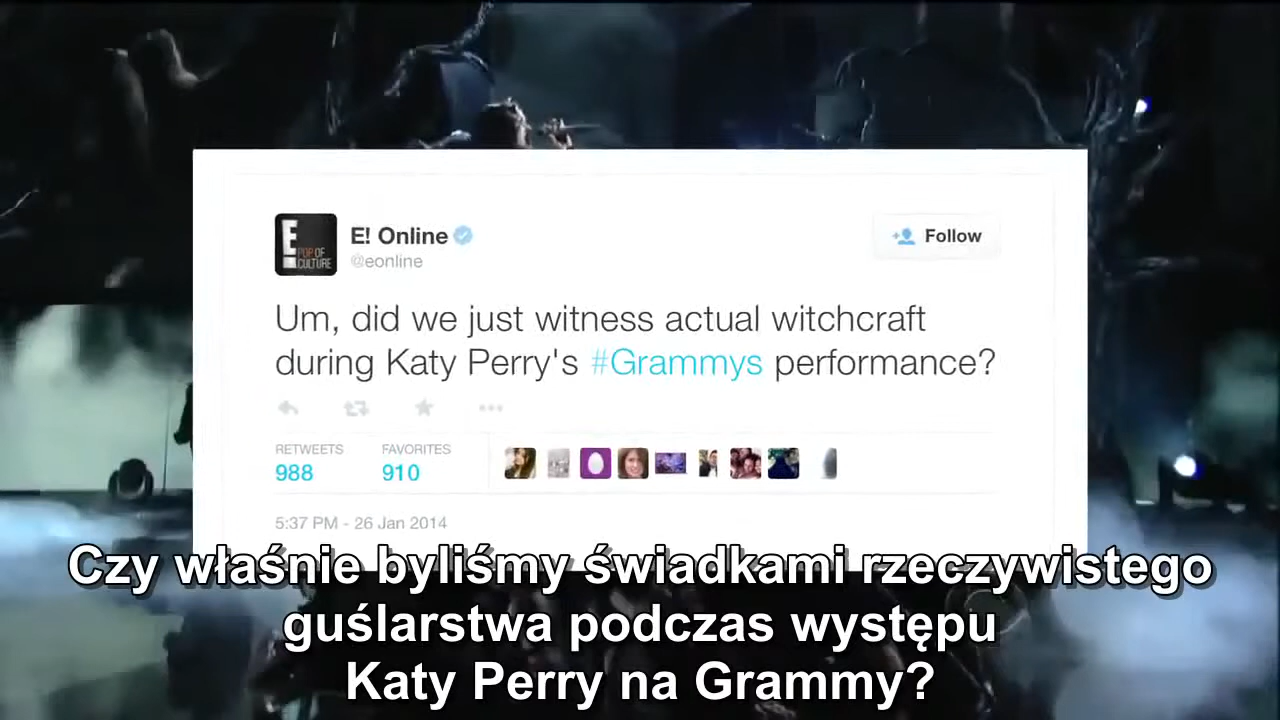 E! Online
@eonline
Follow
E!
POP OF
CULTURE
Um, did we just witness actual witchcraft
during Katy Perry's #Grammys performance?
RETWEETS
988
FAVORITES
910
5:37 PM - 26 Jan 2014
Czy właśnie byliśmy świadkami rzeczywistego
guślarstwa podczas występu
Katy Perry na Grammy?